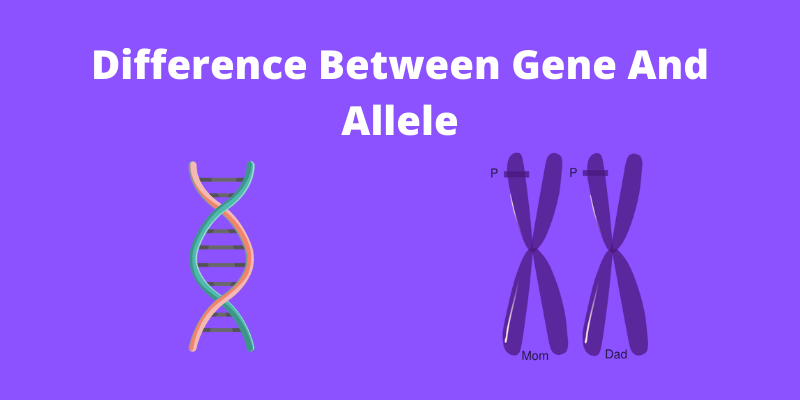 Difference Between Gene And
Allele
P
P
Mom
Dad